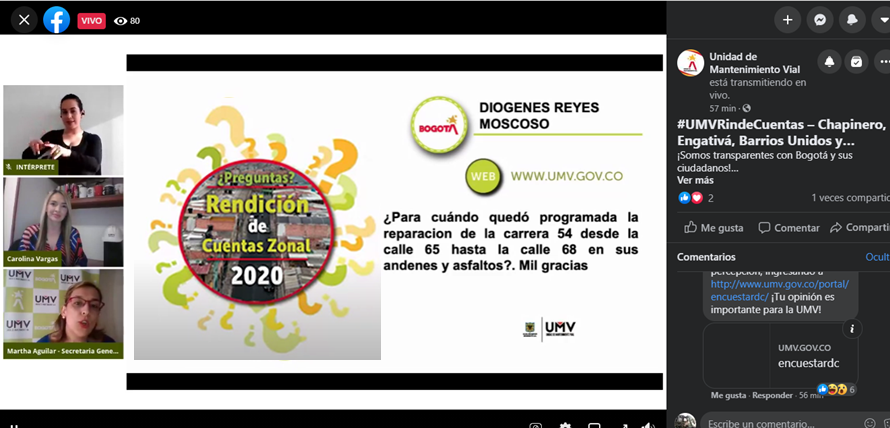 VIVO
80
INTÉRPRETE
Carolina Vargas
Martha Aguilar - Secretaria Gene...
UMV
¿Preguntas?
Rendición
de
Cuentas Zonal
2020
BOGOTÁ
DIOGENES REYES
MOSCOSO
WEB
WWW.UMV.GOV.CO
¿Para cuándo quedó programada la
reparacion de la carrera 54 desde la
calle 65 hasta la calle 68 en sus
andenes y asfaltos?. Mil gracias
UMV
Unidad de
Mantenimiento Vial
está transmitiendo en
vivo.
57 min ·
#UMVRindeCuentas – Chapinero,
Engativá, Barrios Unidos y...
¡Somos transparentes con Bogotá y sus
ciudadanos!...
Ver más
2
1 veces comparti
Me gusta
Comentar
Comparti
Comentarios
Ocult
percepción, ingresando a
http://www.umv.gov.co/portal/
encuestardc/ ¡Tu opinión es
importante para la UMV!
UMV.GOV.CO
encuestardc
6
Me gusta · Responder · 56 min
Escribe un comentario...